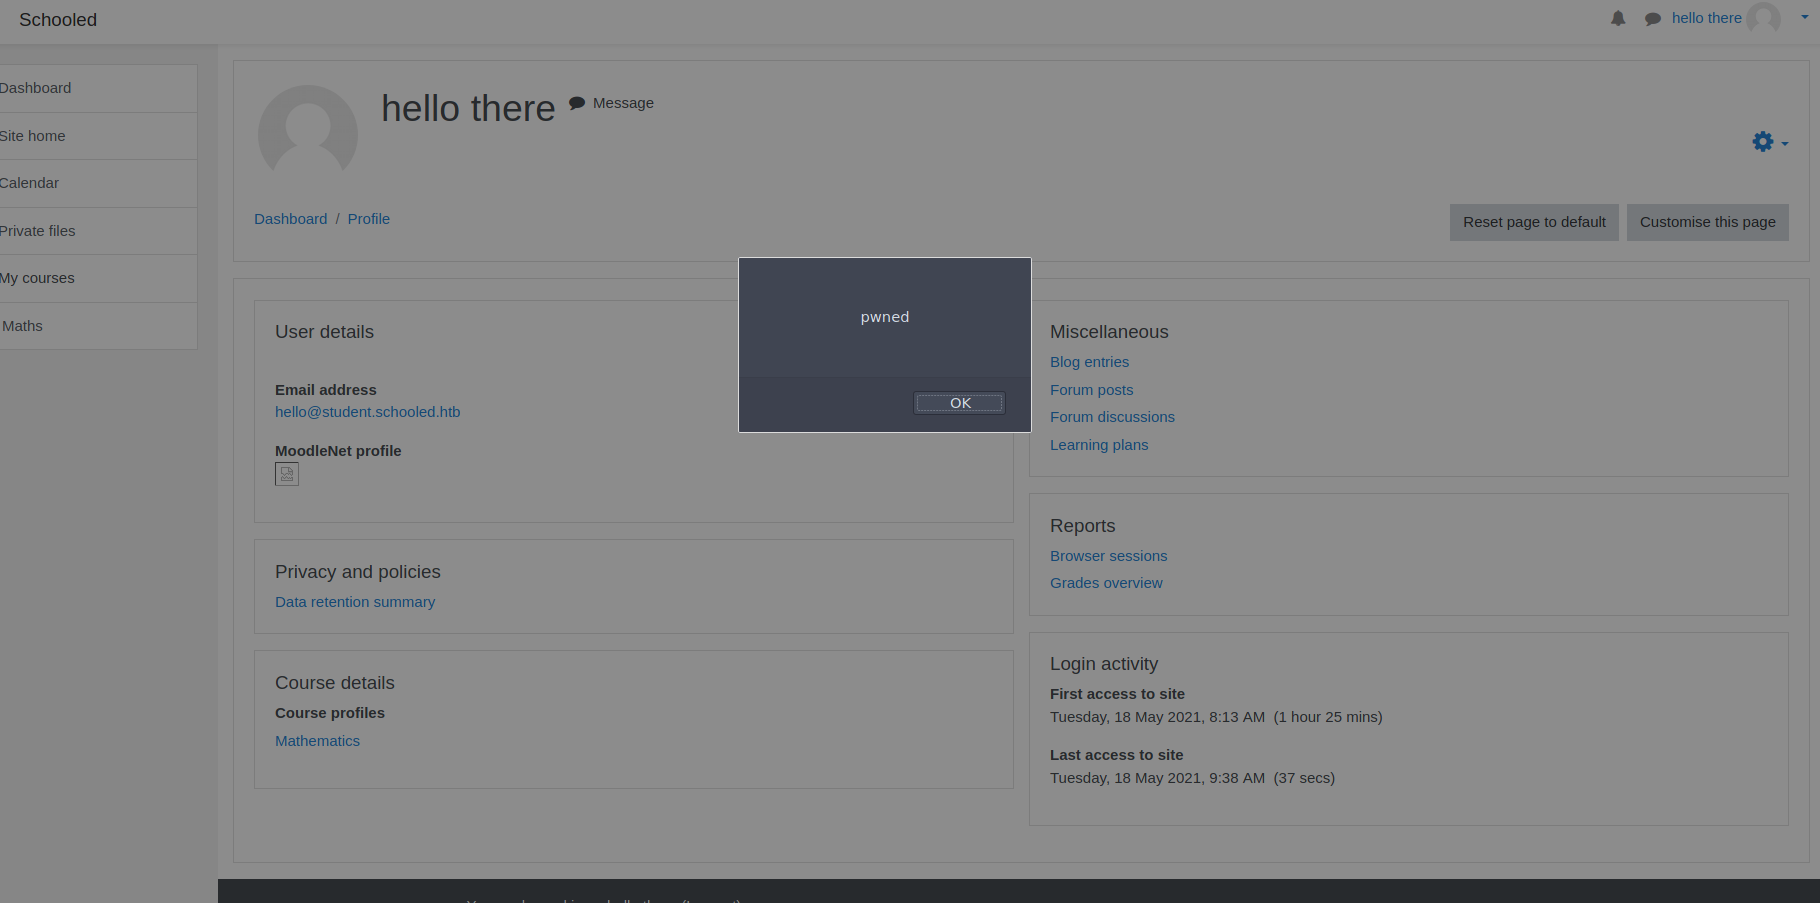 Schooled
hello there
Dashboard
Site home
Calendar
Private files
My courses
Maths
hello there
Message
Dashboard / Profile
Reset page to default
Customise this page
pwned
OK
User details
Email address
hello@student.schooled.htb
MoodleNet profile
Privacy and policies
Data retention summary
Course details
Course profiles
Mathematics
Miscellaneous
Blog entries
Forum posts
Forum discussions
Learning plans
Reports
Browser sessions
Grades overview
Login activity
First access to site
Tuesday, 18 May 2021, 8:13 AM (1 hour 25 mins)
Last access to site
Tuesday, 18 May 2021, 9:38 AM (37 secs)